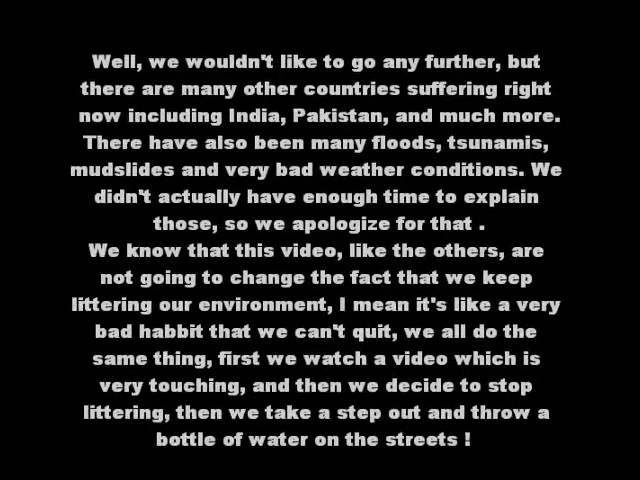 Well, we wouldn't like to go any further, but
there are many other countries suffering right
now including India, Pakistan, and much more.
There have also been many floods, tsunamis,
mudslides and very bad weather conditions. We
didn't actually have enough time to explain
those, so we apologize for that .
We know that this video, like the others, are
not going to change the fact that we keep
littering our environment, I mean it's like a very
bad habbit that we can't quit, we all do the
same thing, first we watch a video which is
very touching, and then we decide to stop
littering, then we take a step out and throw a
bottle of water on the streets !